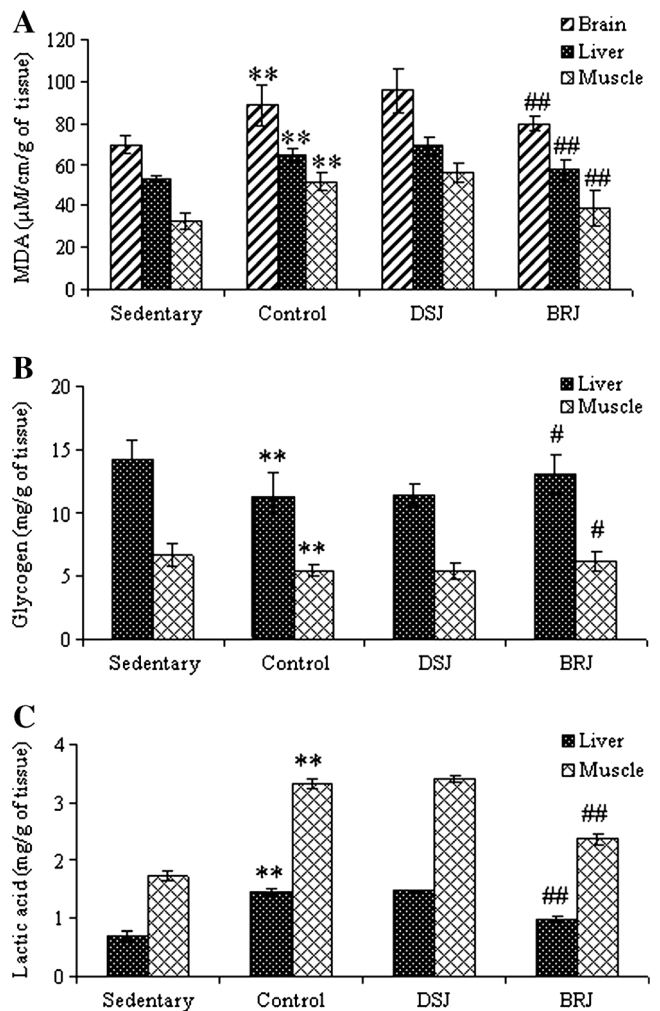 A
MDA (µM/cm/g of tissue)
120
100
80
60
40
20
0
Brain
Liver
Muscle
**
**
**
##
##
##
Sedentary
Control
DSJ
BRJ
B
Glycogen (mg/g of tissue)
20
15
10
5
0
Liver
Muscle
**
**
#
#
Sedentary
Control
DSJ
BRJ
C
Lactic acid (mg/g of tissue)
4
3
2
1
0
Liver
Muscle
**
**
##
##
Sedentary
Control
DSJ
BRJ